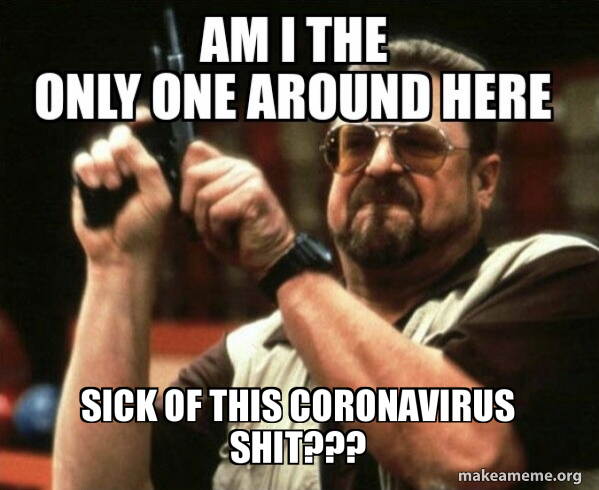 AM I THE
ONLY ONE AROUND HERE
SICK OF THIS CORONAVIRUS
SHIT???
makeameme.org